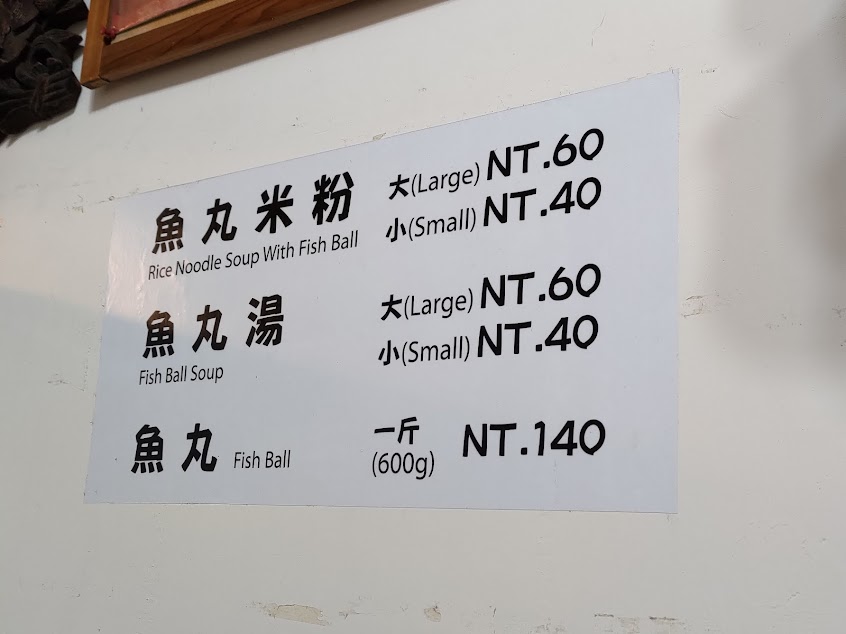 魚丸米粉 大(Large) NT.60
Rice Noodle Soup With Fish Ball 小(Small) NT.40
魚丸湯 大(Large) NT.60
Fish Ball Soup 小(Small) NT.40
魚丸 Fish Ball 一斤 NT.140
(600g)